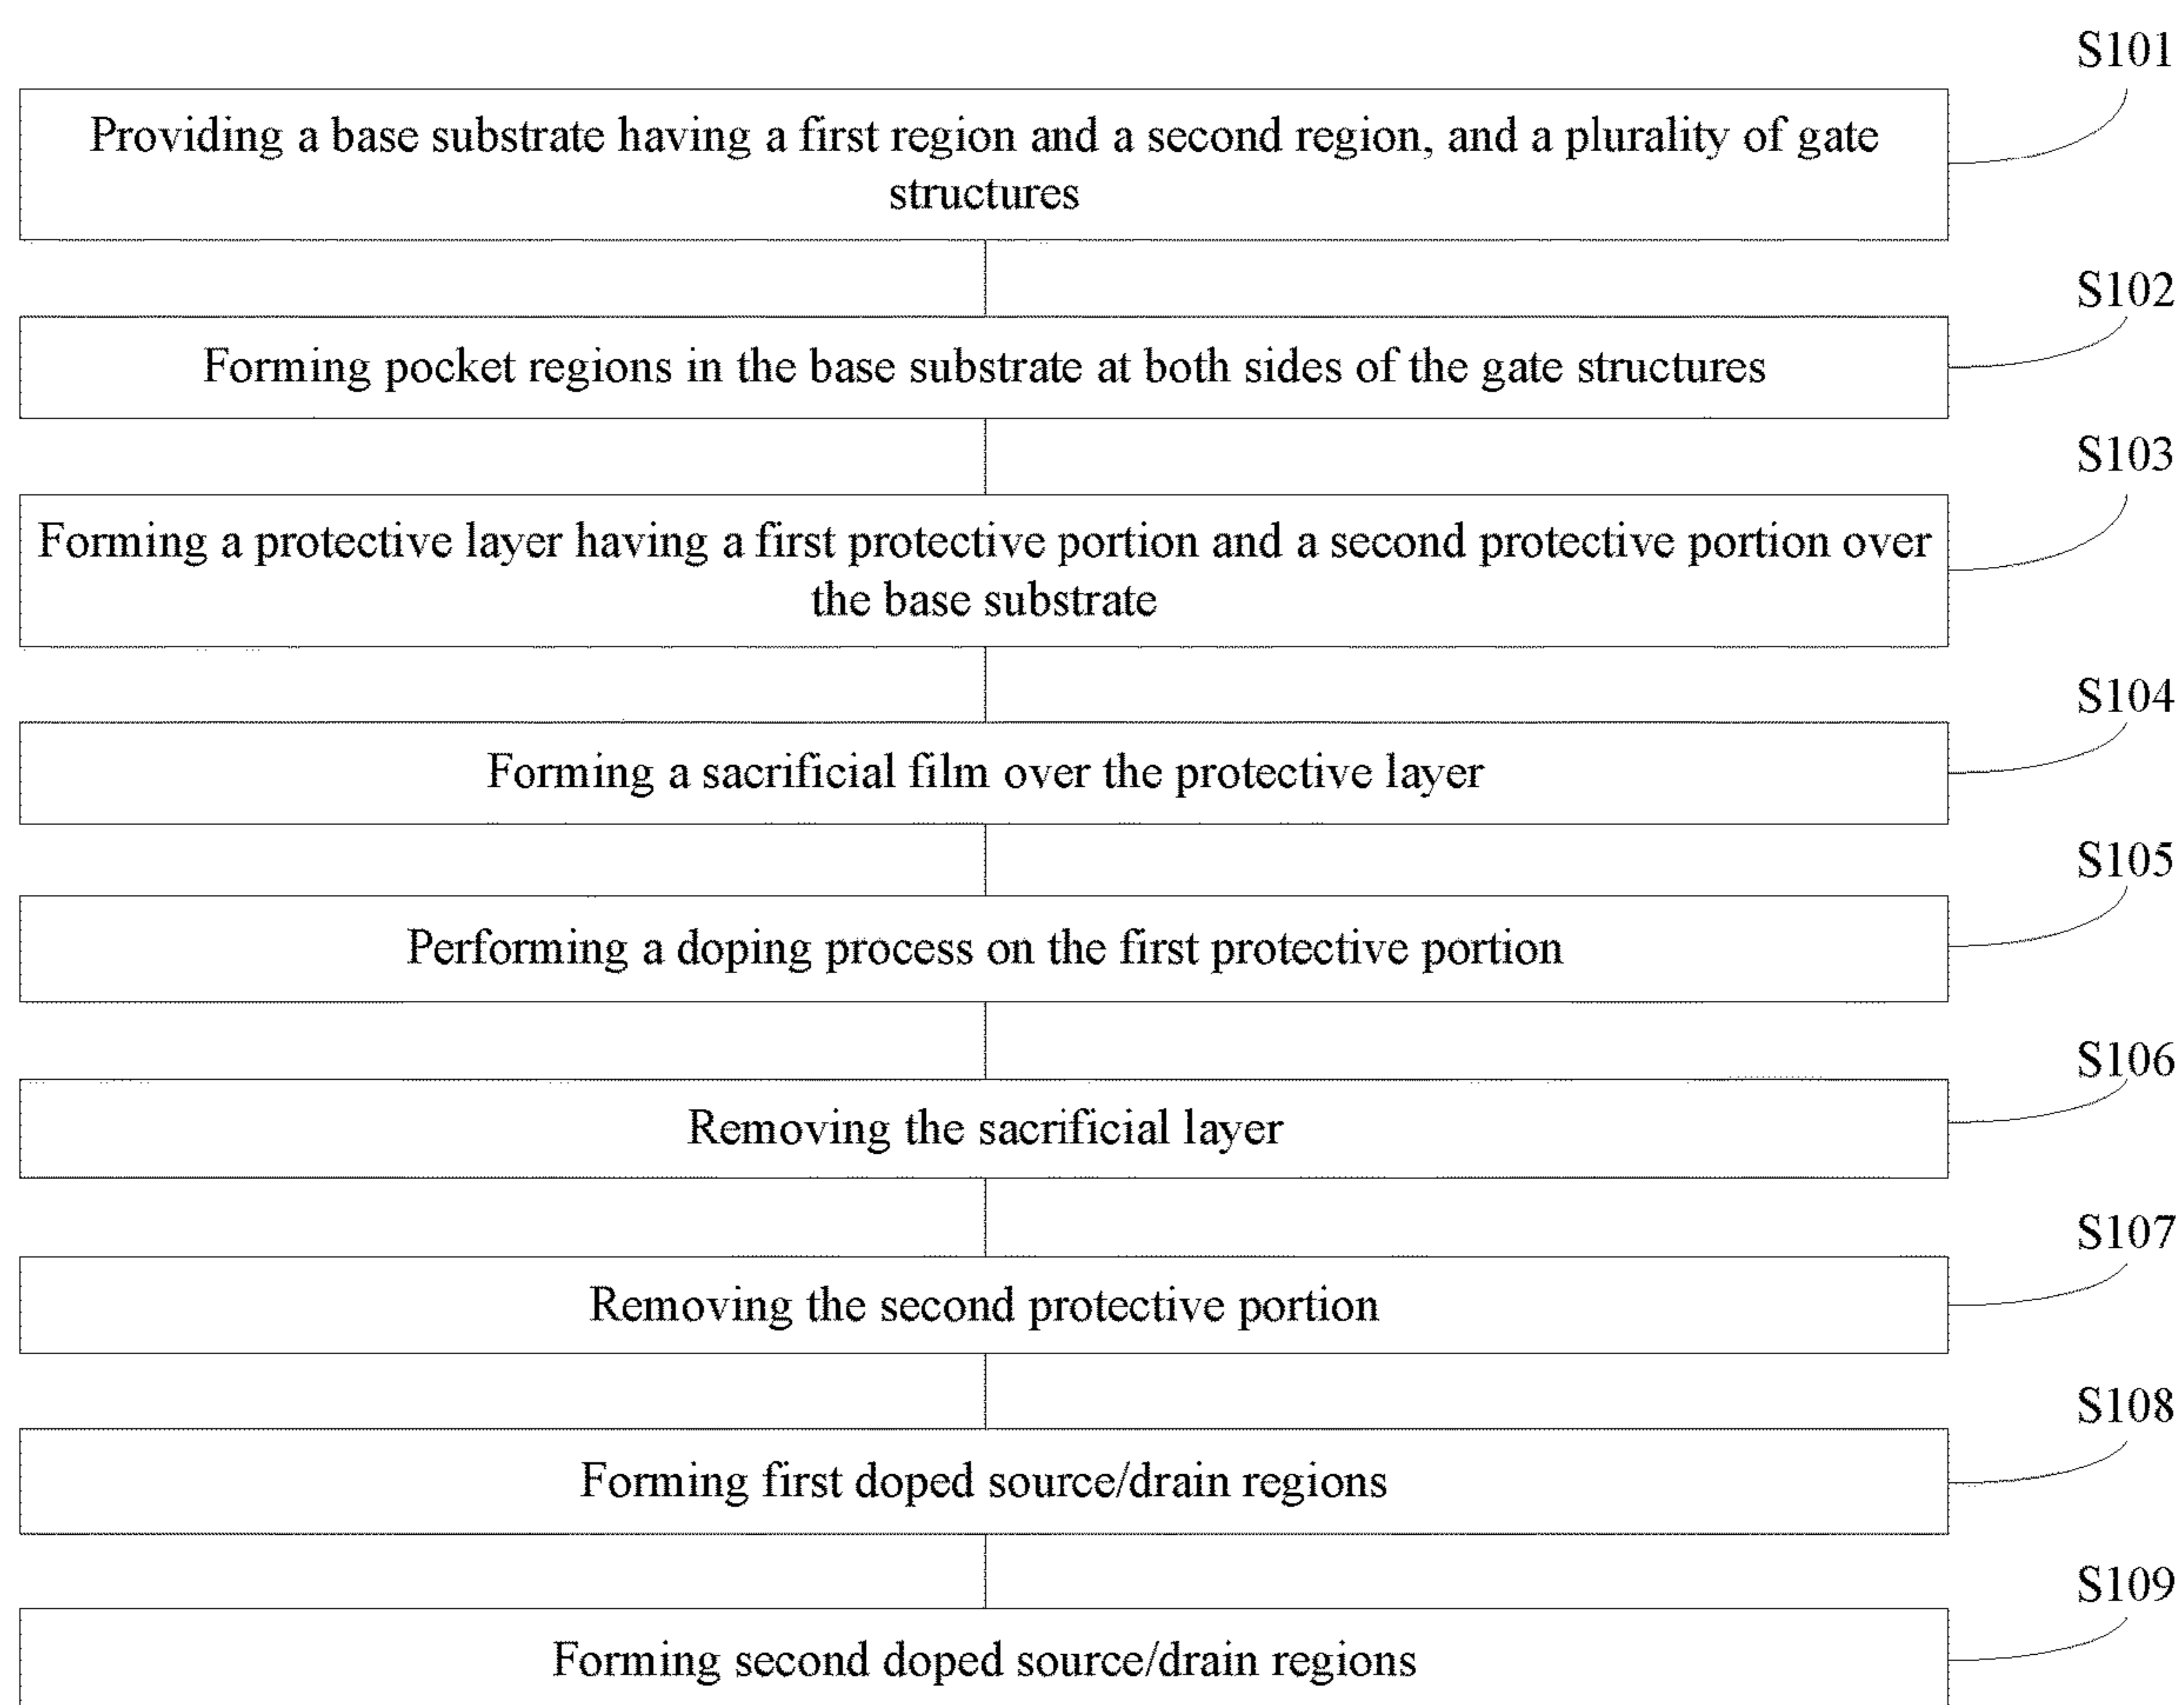 S101
Providing a base substrate having a first region and a second region, and a plurality of gate
structures
S102
Forming pocket regions in the base substrate at both sides of the gate structures
S103
Forming a protective layer having a first protective portion and a second protective portion over
the base substrate
S104
Forming a sacrificial film over the protective layer
S105
Performing a doping process on the first protective portion
S106
Removing the sacrificial layer
S107
Removing the second protective portion
S108
Forming first doped source/drain regions
S109
Forming second doped source/drain regions